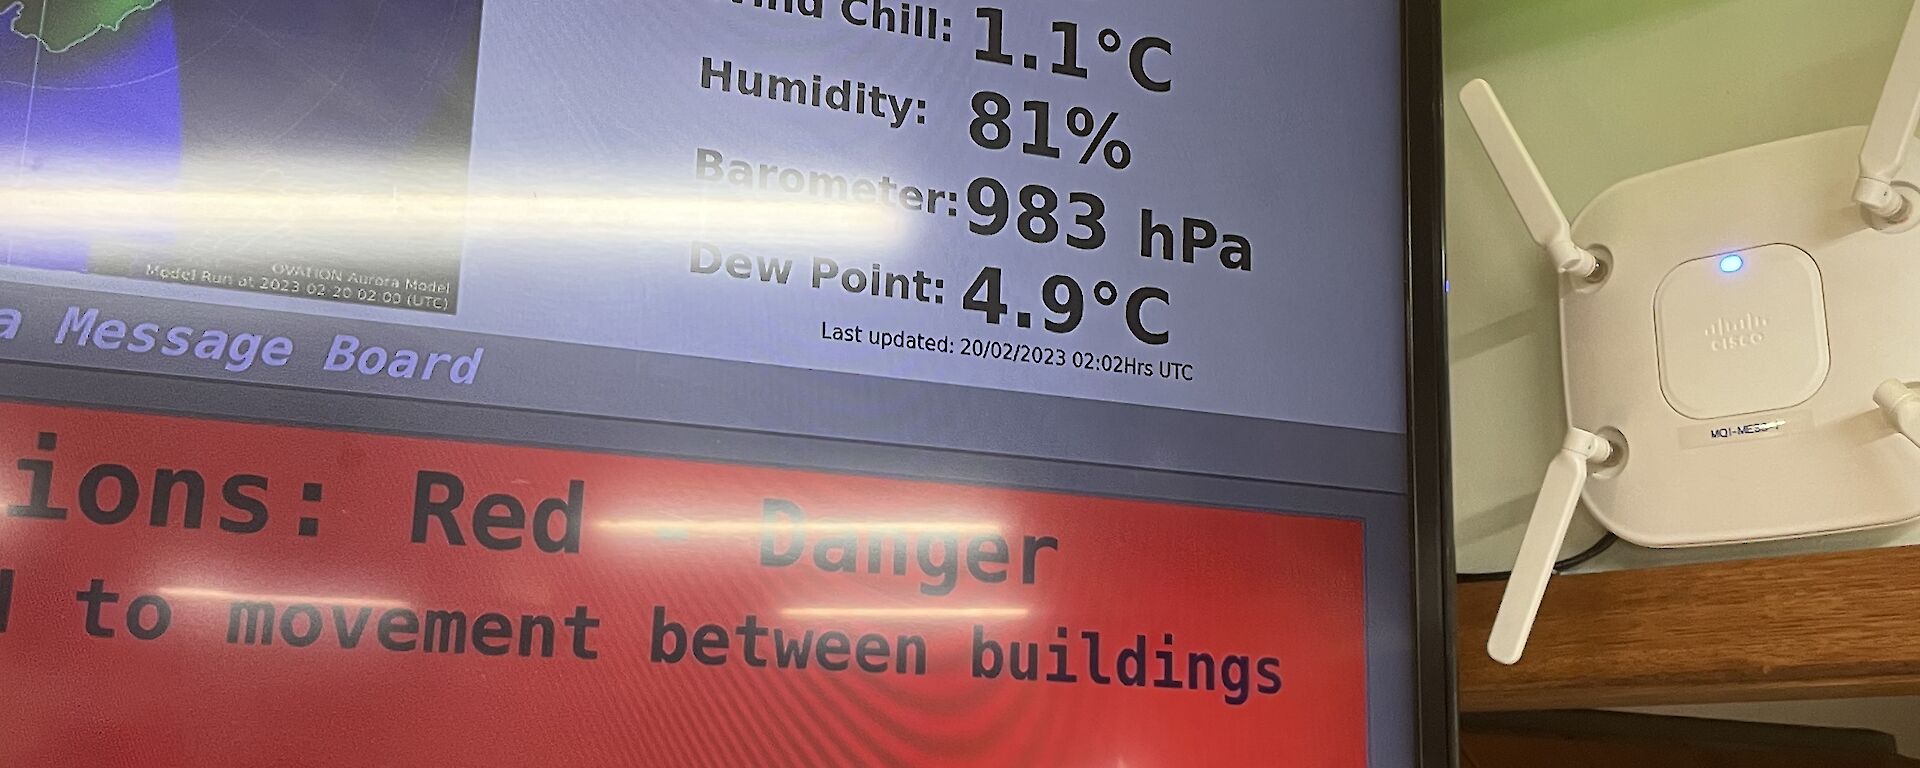 Wind Chill: 1.1°C
Humidity: 81%
Barometer: 983 hPa
Dew Point: 4.9°C
Last updated: 20/02/2023 02:02Hrs UTC
OVATION Aurora Model
Model Run at 2023-02-20 02:00 (UTC)
a Message Board
ions: Red - Danger
to movement between buildings
cisco